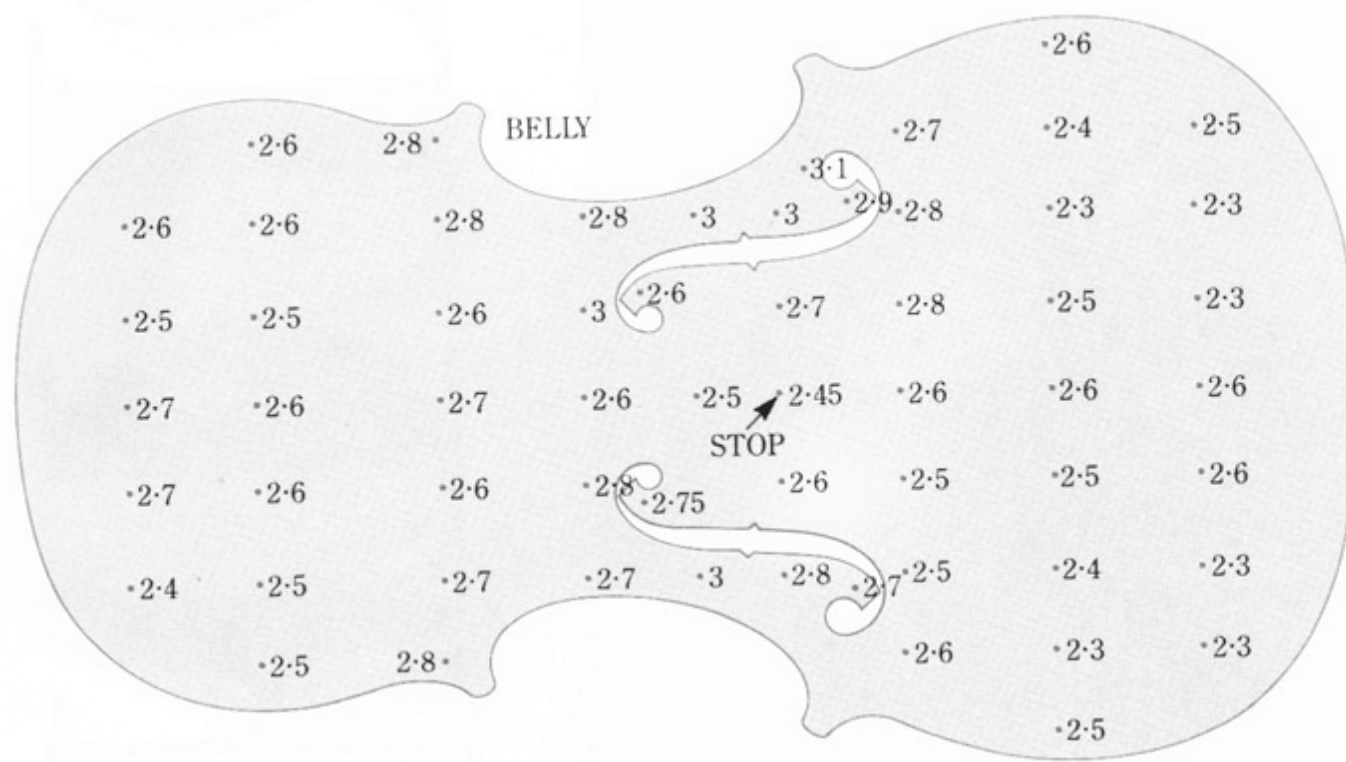 ·2·6
·2·6 2·8· BELLY ·2·7 ·2·4 ·2·5
·3·1
·2·6 ·2·6 ·2·8 ·2·8 ·3 ·3 ·2·9 ·2·8 ·2·3 ·2·3
·2·5 ·2·5 ·2·6 ·3 ·2·6 ·2·7 ·2·8 ·2·5 ·2·3
·2·7 ·2·6 ·2·7 ·2·6 ·2·5 ·2·45 ·2·6 ·2·6 ·2·6
STOP
·2·7 ·2·6 ·2·6 ·2·8 ·2·75 ·2·6 ·2·5 ·2·5 ·2·6
·2·4 ·2·5 ·2·7 ·2·7 ·3 ·2·8 ·2·7 ·2·5 ·2·4 ·2·3
·2·5 2·8· ·2·6 ·2·3 ·2·3
·2·5